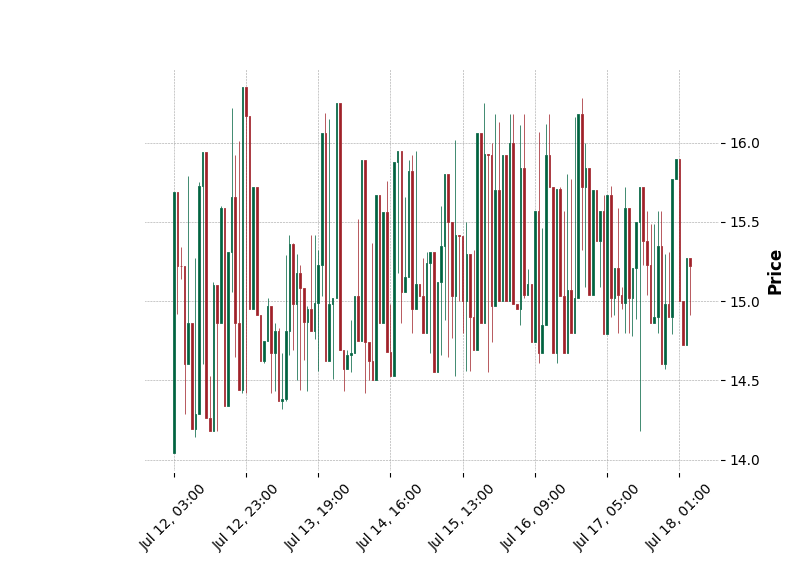 16.0
15.5
15.0
14.5
14.0
Price
Jul 12, 03:00
Jul 12, 23:00
Jul 13, 19:00
Jul 14, 16:00
Jul 15, 13:00
Jul 16, 09:00
Jul 17, 05:00
Jul 18, 01:00